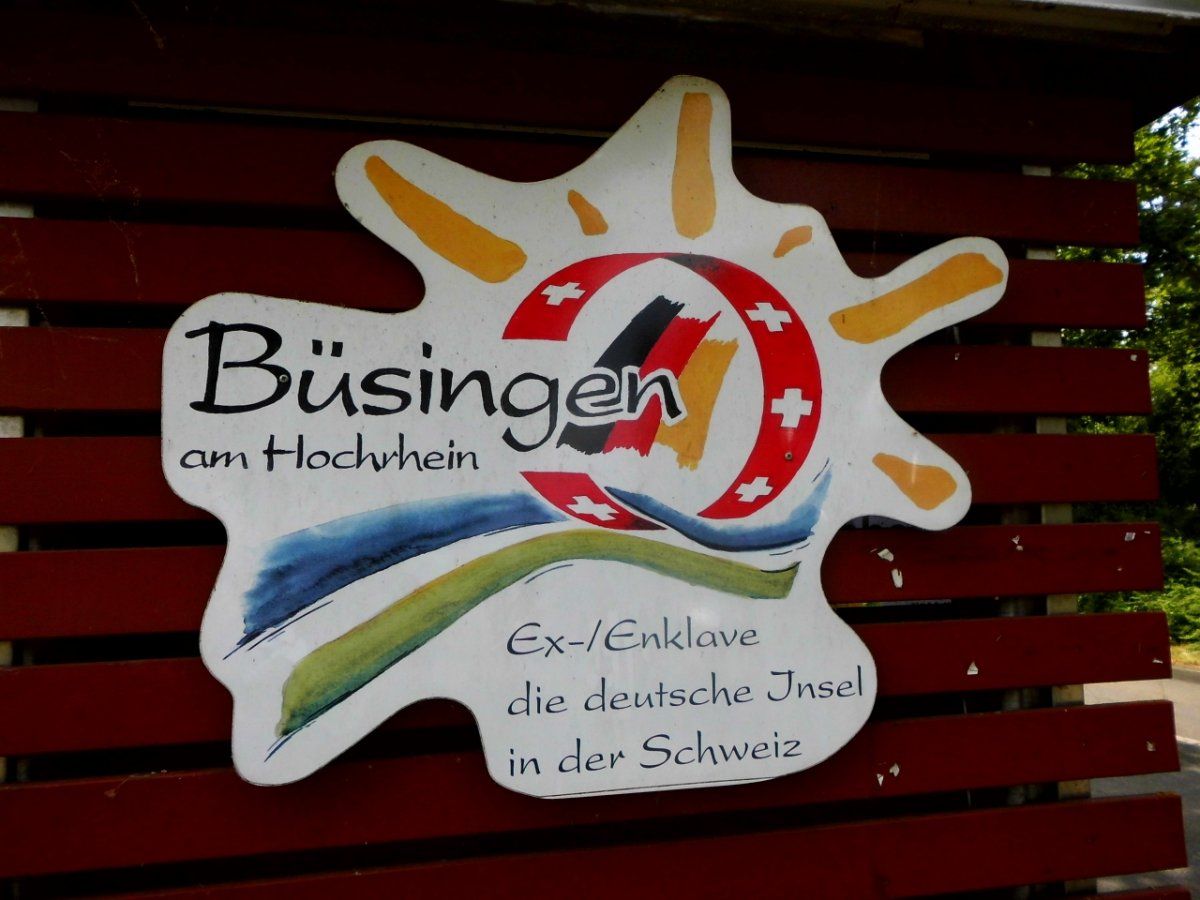 Büsingen
am Hochrhein
Ex-/Enklave
die deutsche Insel
in der Schweiz